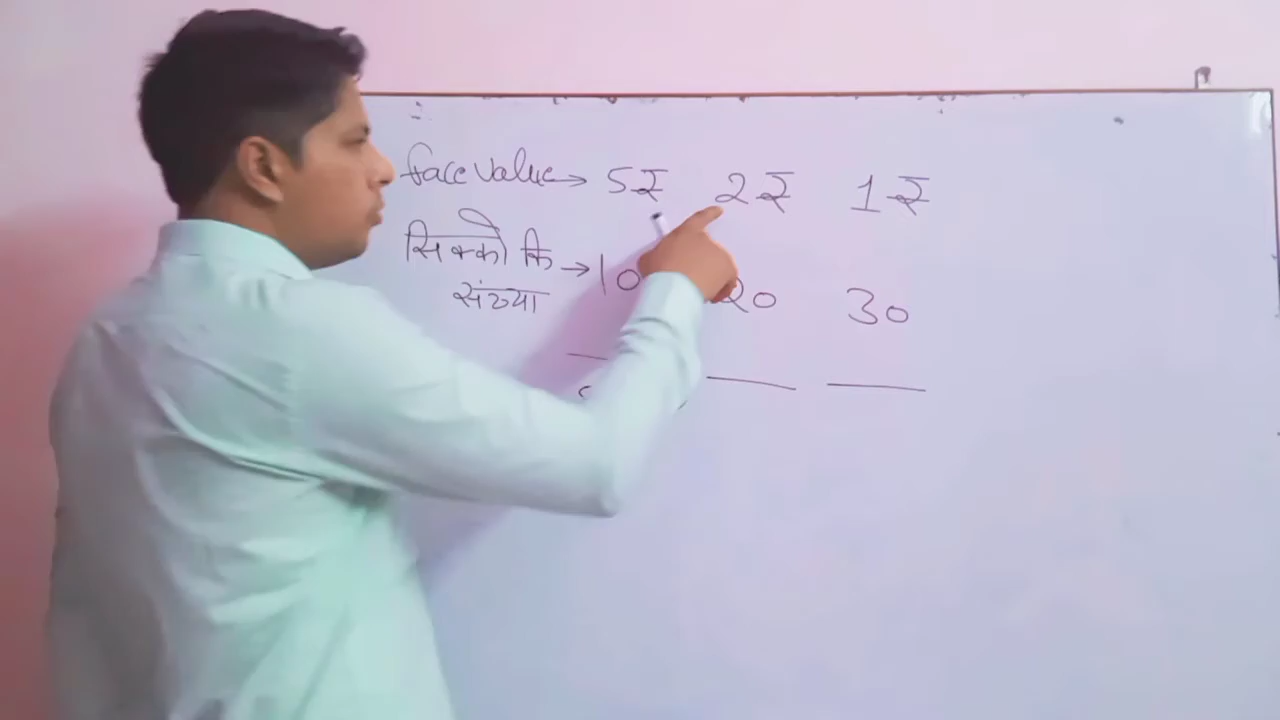 face value → 5₹ 2₹ 1₹
सिक्को कि → 10 20 30
संख्या